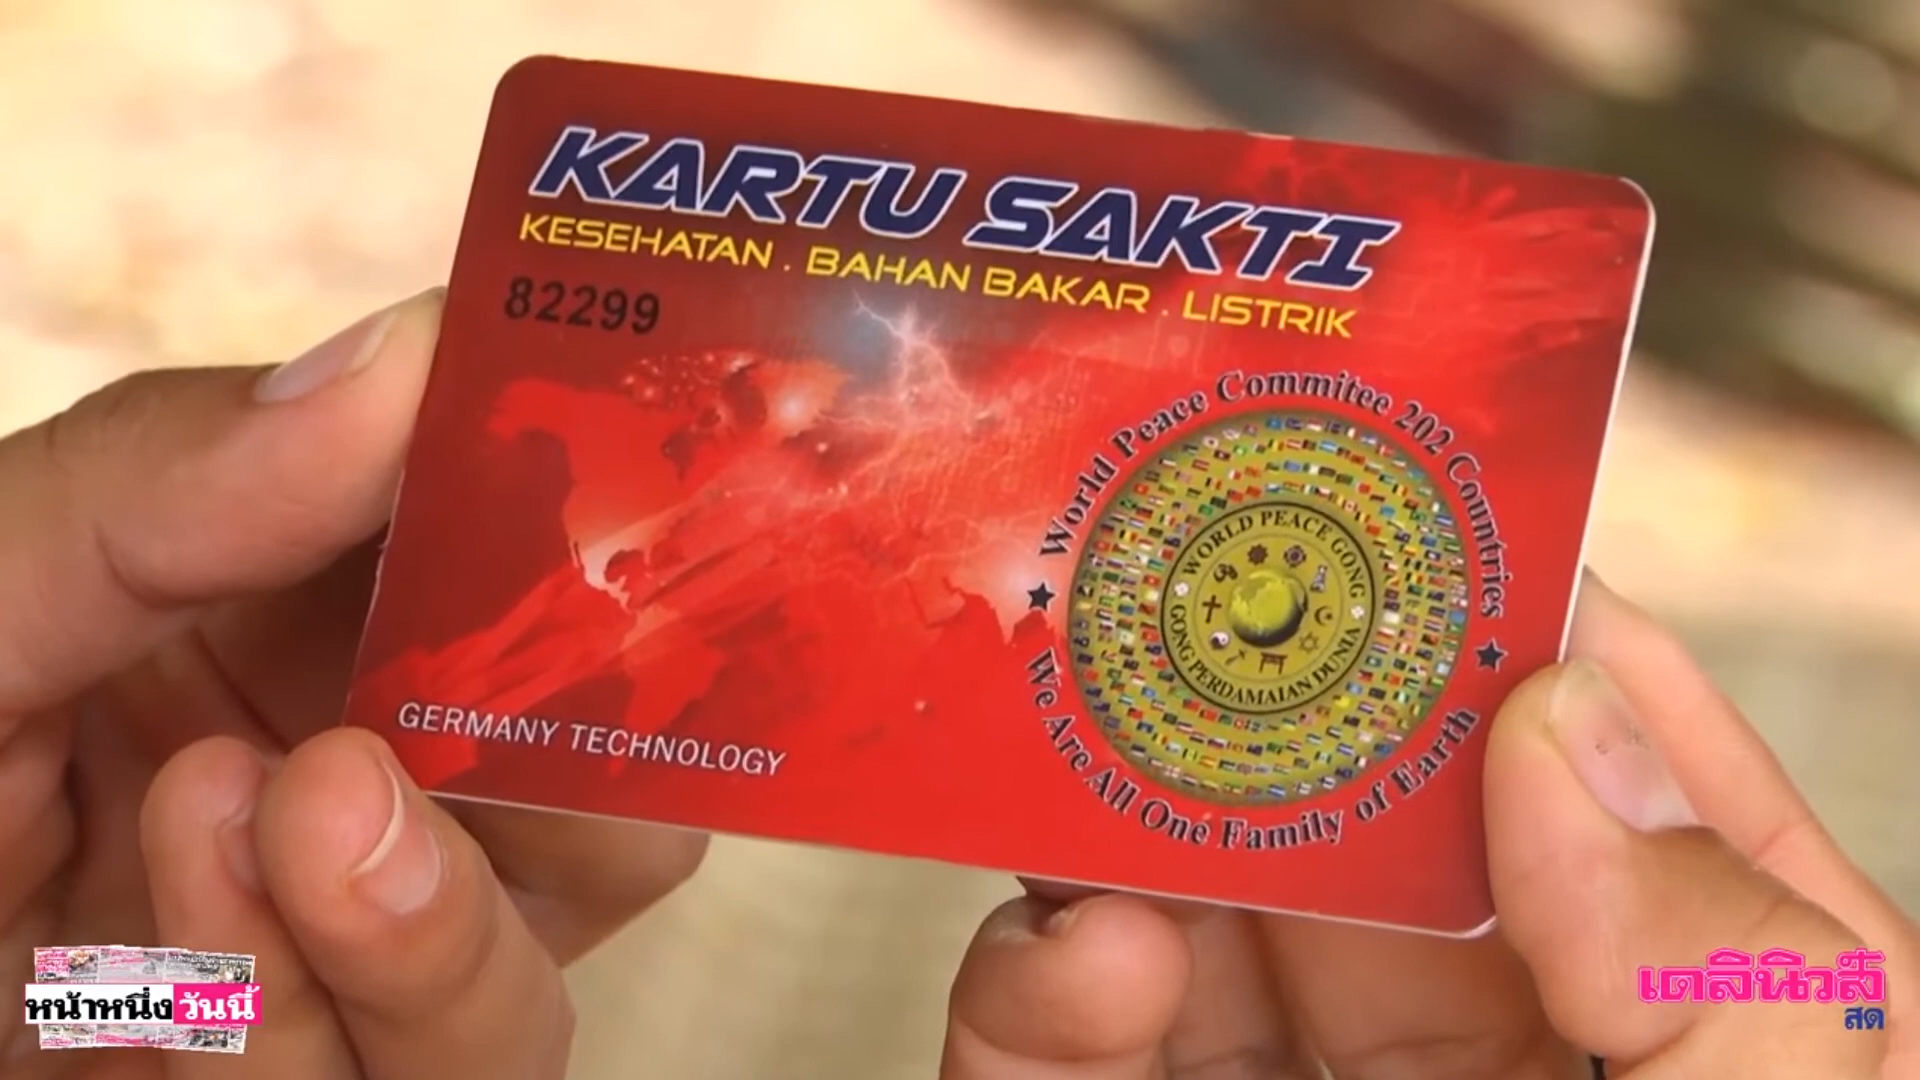 KARTU SAKTI
KESEHATAN . BAHAN BAKAR . LISTRIK
82299
World Peace Commitee 202 Countries
WORLD PEACE GONG
GONG PERDAMAIAN DUNIA
We Are All One Family of Earth
GERMANY TECHNOLOGY
หน้าหนึ่งวันนี้
เดลินิวส์
สด